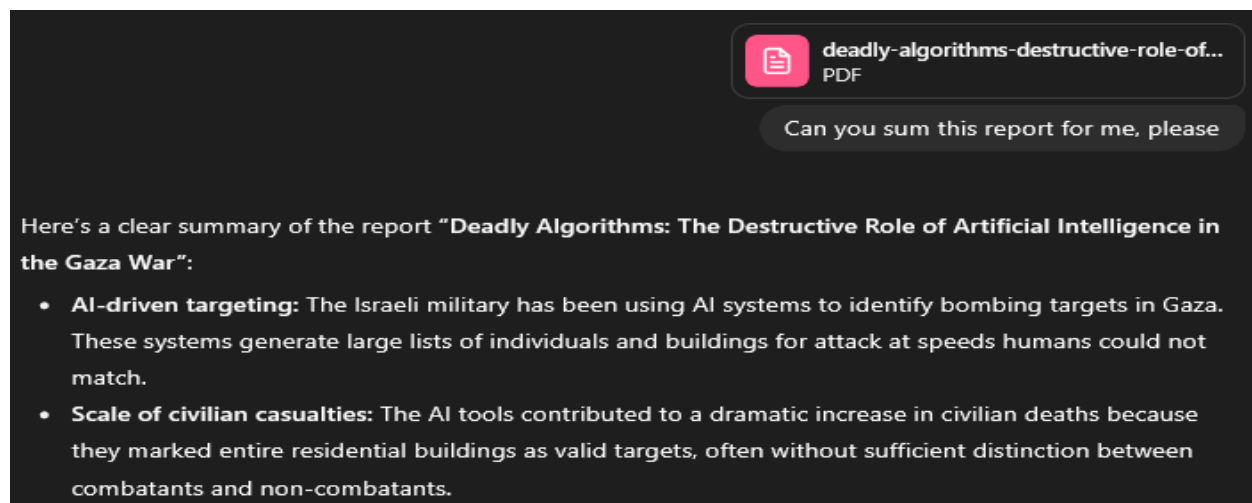 deadly-algorithms-destructive-role-of...
PDF
Can you sum this report for me, please
Here's a clear summary of the report "Deadly Algorithms: The Destructive Role of Artificial Intelligence in
the Gaza War":
• AI-driven targeting: The Israeli military has been using AI systems to identify bombing targets in Gaza.
These systems generate large lists of individuals and buildings for attack at speeds humans could not
match.
• Scale of civilian casualties: The AI tools contributed to a dramatic increase in civilian deaths because
they marked entire residential buildings as valid targets, often without sufficient distinction between
combatants and non-combatants.